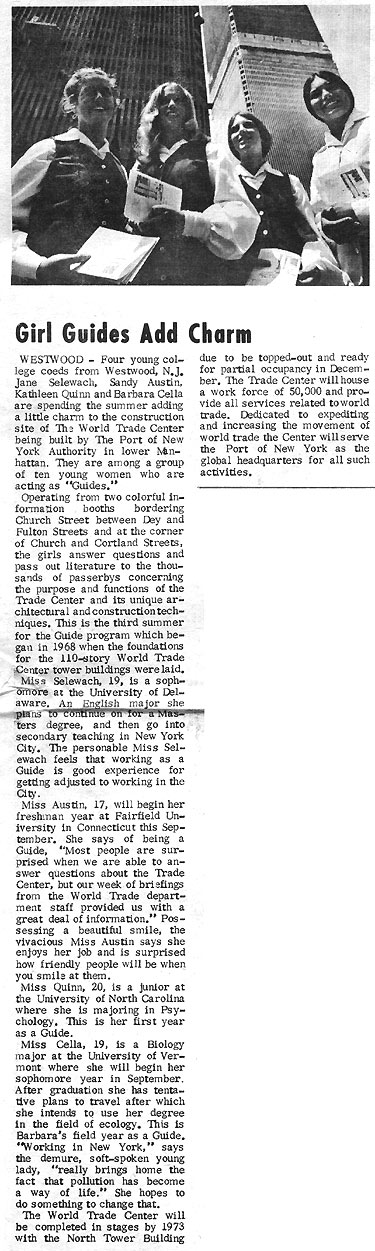 Girl Guides Add Charm
WESTWOOD - Four young col-
lege coeds from Westwood, N.J.
Jane Selewach, Sandy Austin,
Kathleen Quinn and Barbara Cella
are spending the summer adding
a little charm to the construction
site of The World Trade Center
being built by The Port of New
York Authority in lower Man-
hattan. They are among a group
of ten young women who are
acting as "Guides."
Operating from two colorful in-
formation booths bordering
Church Street between Dey and
Fulton Streets and at the corner
of Church and Cortland Streets,
the girls answer questions and
pass out literature to the thou-
sands of passerbys concerning
the purpose and functions of the
Trade Center and its unique ar-
chitectural and construction tech-
niques. This is the third summer
for the Guide program which be-
gan in 1968 when the foundations
for the 110-story World Trade
Center tower buildings were laid.
Miss Selewach, 19, is a soph-
omore at the University of Del-
aware. An English major she
plans to continue on for a Mas-
ters degree, and then go into
secondary teaching in New York
City. The personable Miss Sel-
ewach feels that working as a
Guide is good experience for
getting adjusted to working in the
City.
Miss Austin, 17, will begin her
freshman year at Fairfield Un-
iversity in Connecticut this Sep-
tember. She says of being a
Guide, "Most people are sur-
prised when we are able to an-
swer questions about the Trade
Center, but our week of briefings
from the World Trade depart-
ment staff provided us with a
great deal of information." Pos-
sessing a beautiful smile, the
vivacious Miss Austin says she
enjoys her job and is surprised
how friendly people will be when
you smile at them.
Miss Quinn, 20, is a junior at
the University of North Carolina
where she is majoring in Psy-
chology. This is her first year
as a Guide.
Miss Cella, 19, is a Biology
major at the University of Ver-
mont where she will begin her
sophomore year in September.
After graduation she has tenta-
tive plans to travel after which
she intends to use her degree
in the field of ecology. This is
Barbara's field year as a Guide.
"Working in New York," says
the demure, soft-spoken young
lady, "really brings home the
fact that pollution has become
a way of life." She hopes to
do something to change that.
The World Trade Center will
be completed in stages by 1973
with the North Tower Building
due to be topped-out and ready
for partial occupancy in Decem-
ber. The Trade Center will house
a work force of 50,000 and pro-
vide all services related to world
trade. Dedicated to expediting
and increasing the movement of
world trade the Center will serve
the Port of New York as the
global headquarters for all such
activities.